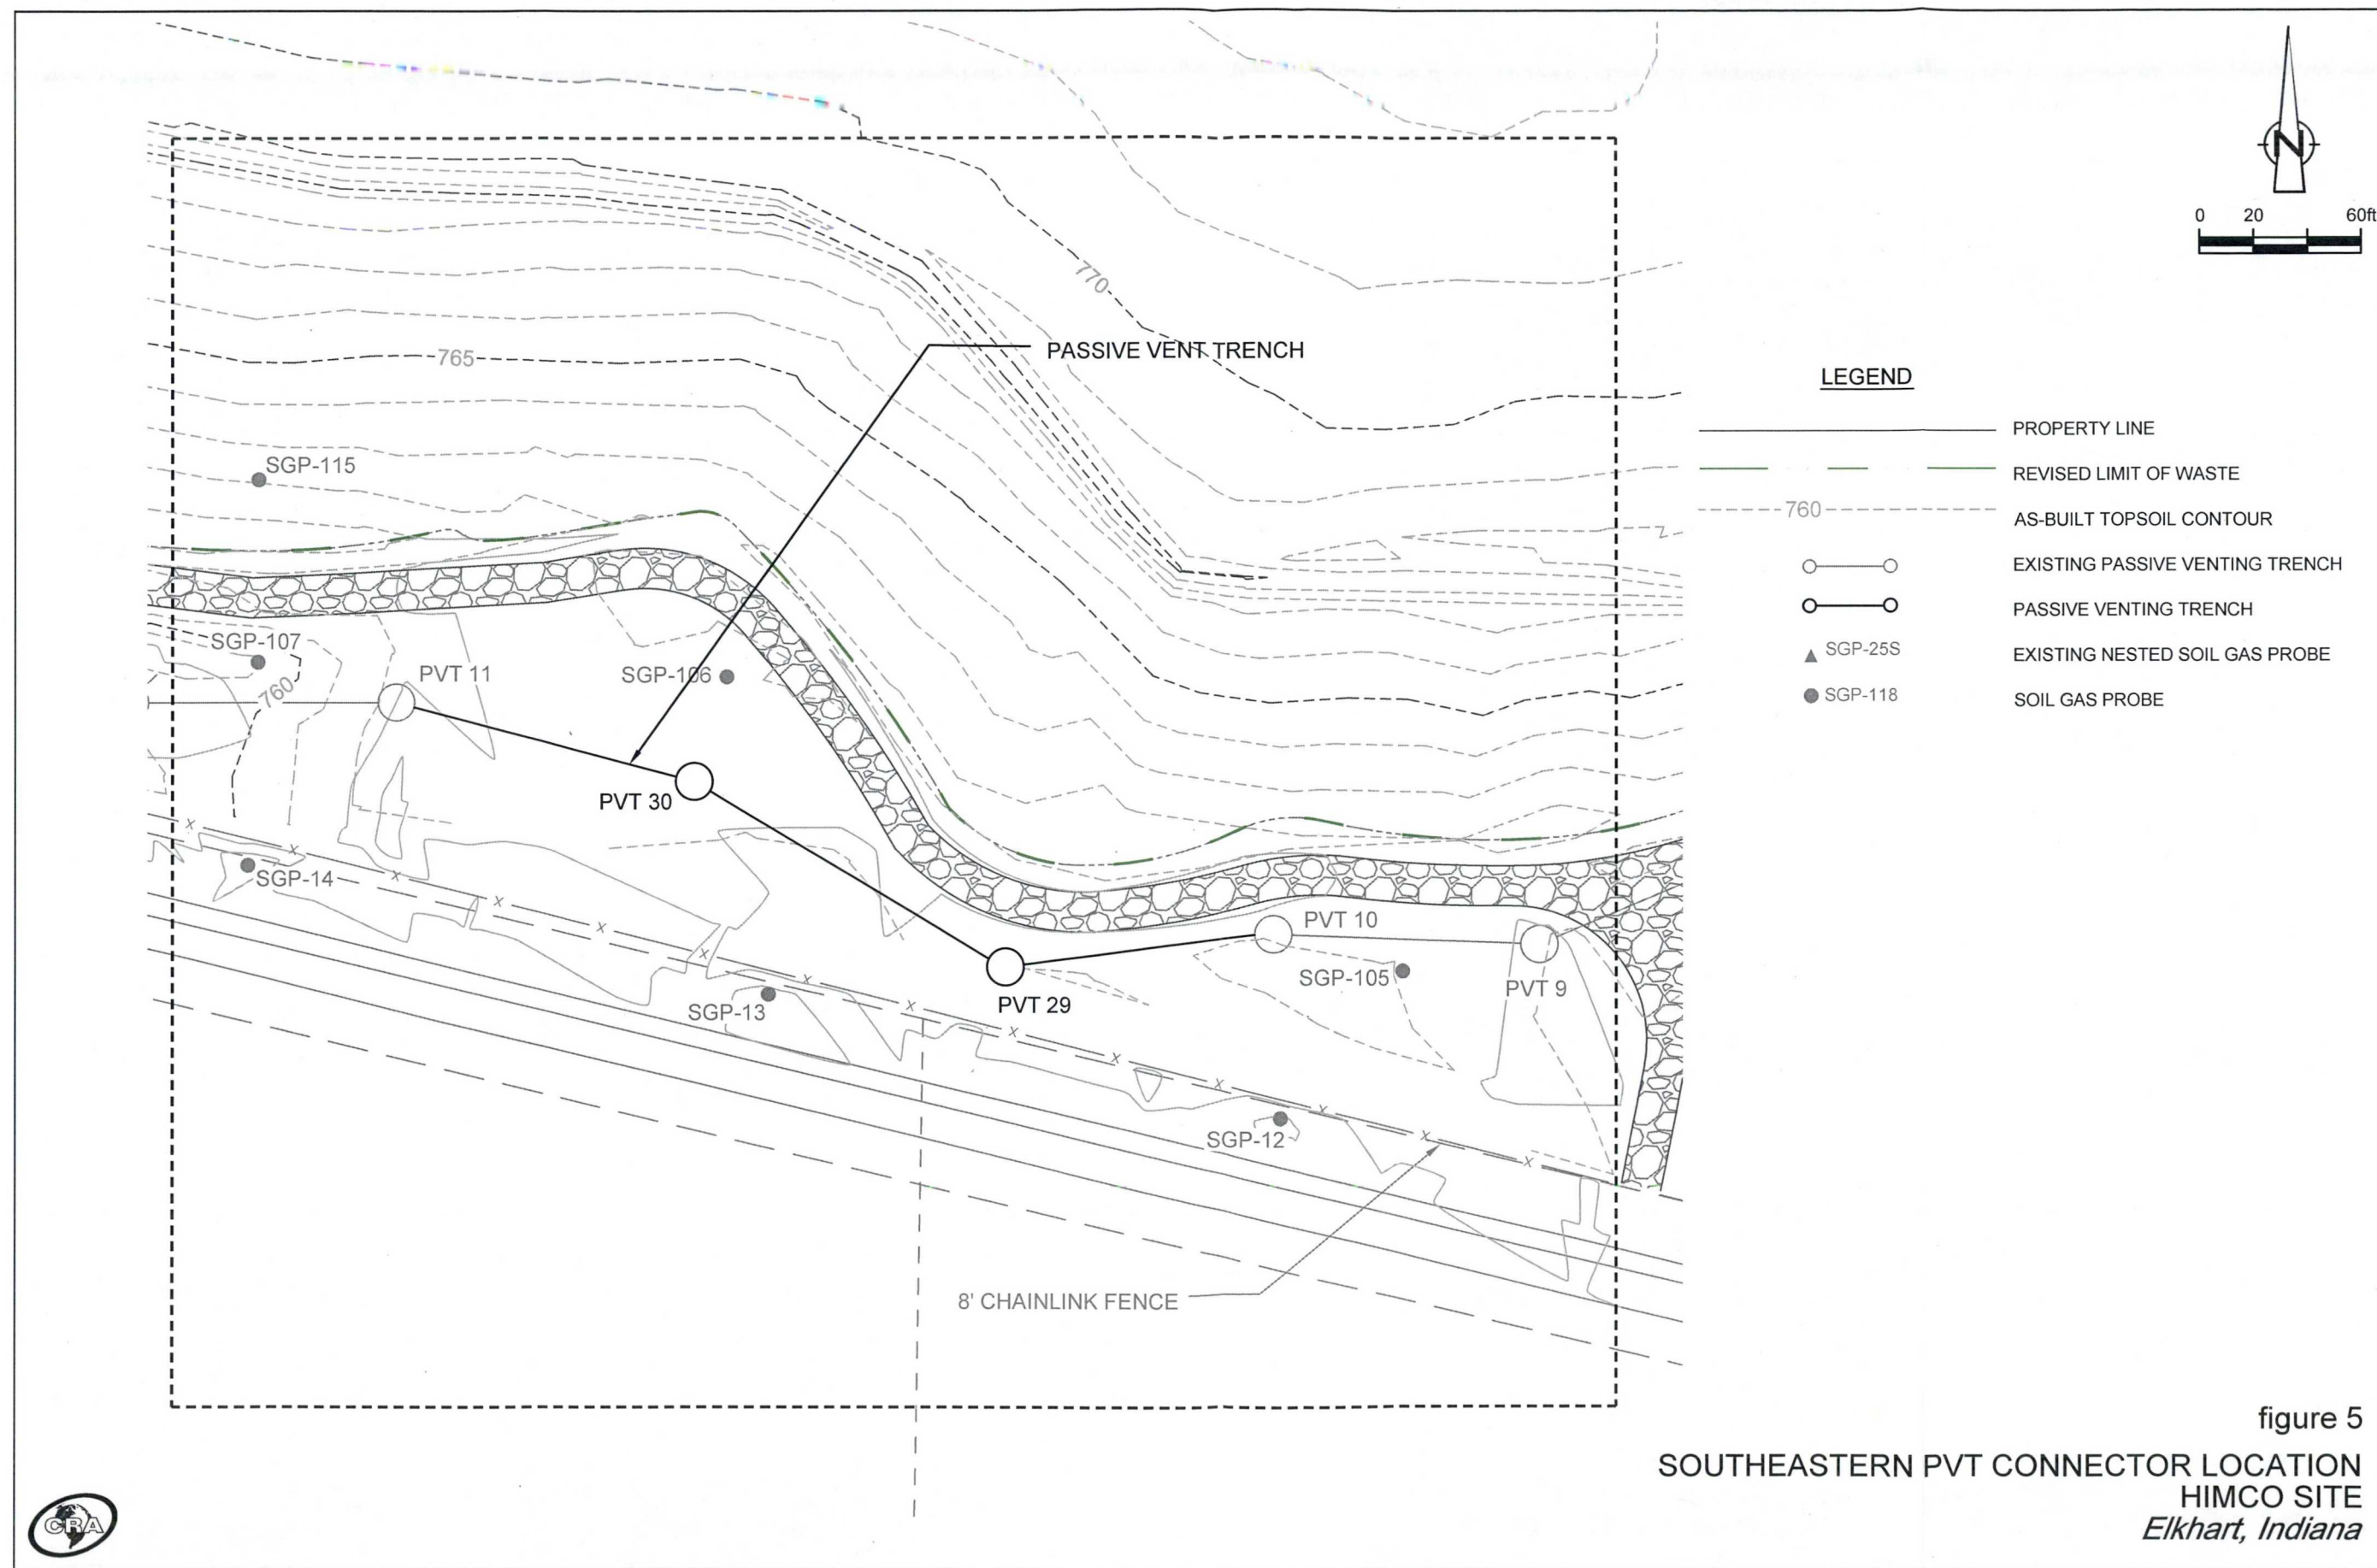 N
0 20 60ft
770
PASSIVE VENT TRENCH
765
LEGEND
PROPERTY LINE
REVISED LIMIT OF WASTE
760
AS-BUILT TOPSOIL CONTOUR
EXISTING PASSIVE VENTING TRENCH
PASSIVE VENTING TRENCH
SGP-25S
EXISTING NESTED SOIL GAS PROBE
SGP-118
SOIL GAS PROBE
SGP-115
SGP-107
PVT 11
SGP-106
760
PVT 30
SGP-14
PVT 10
SGP-105
PVT 9
SGP-13
PVT 29
SGP-12
8' CHAINLINK FENCE
figure 5
SOUTHEASTERN PVT CONNECTOR LOCATION
HIMCO SITE
Elkhart, Indiana
CRA